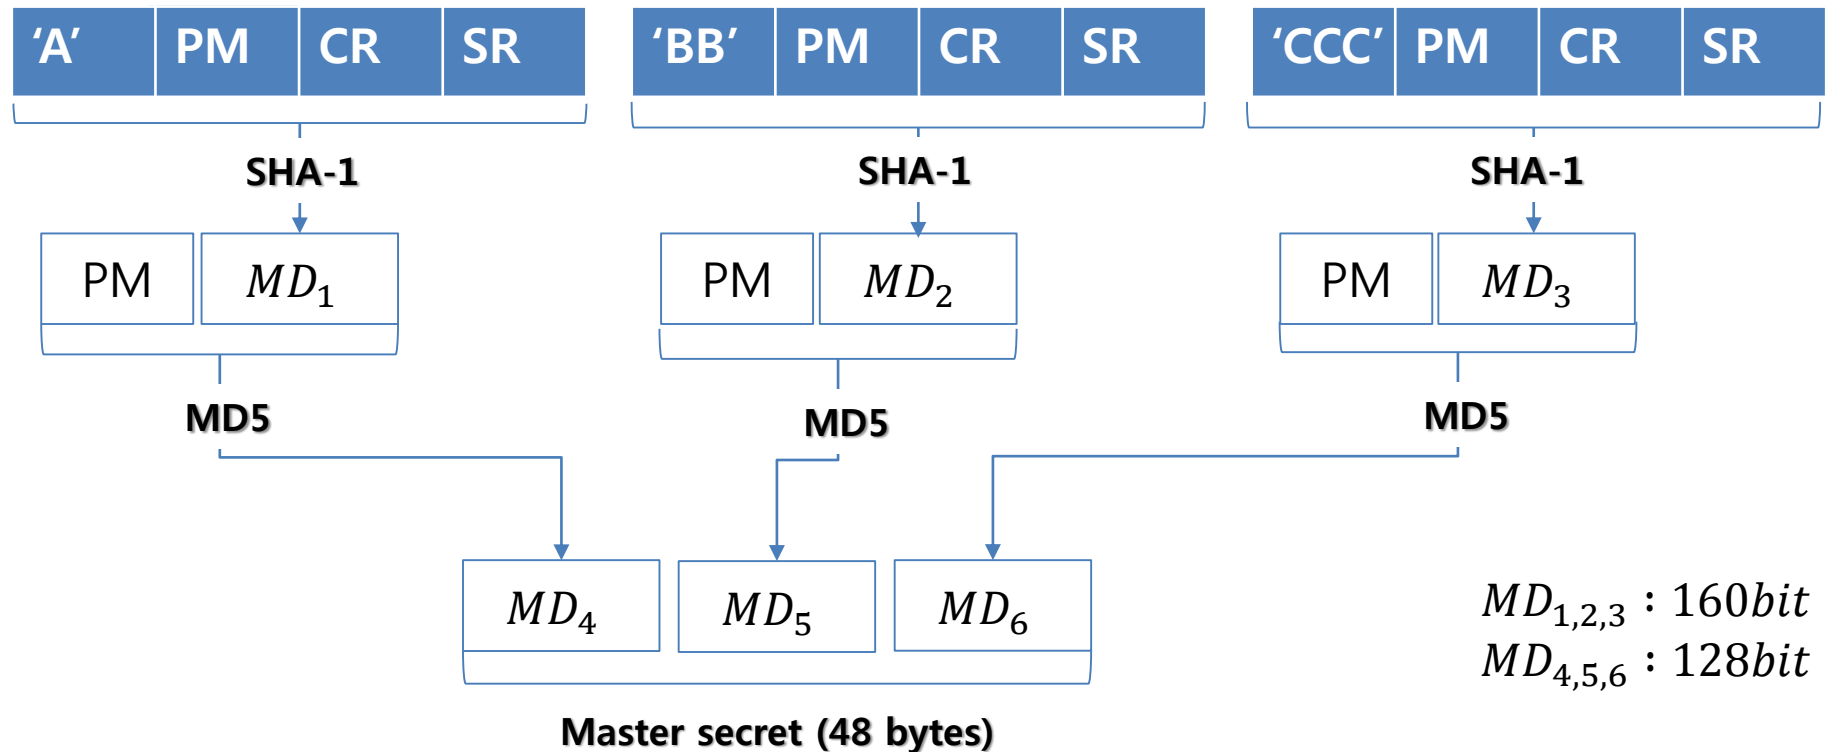 ‘A’ PM CR SR ‘BB’ PM CR SR ‘CCC’ PM CR SR
SHA-1 SHA-1 SHA-1
PM MD₁ PM MD₂ PM MD₃
MD5 MD5 MD5
MD₄ MD₅ MD₆
MD₁,₂,₃ : 160bit
MD₄,₅,₆ : 128bit
Master secret (48 bytes)